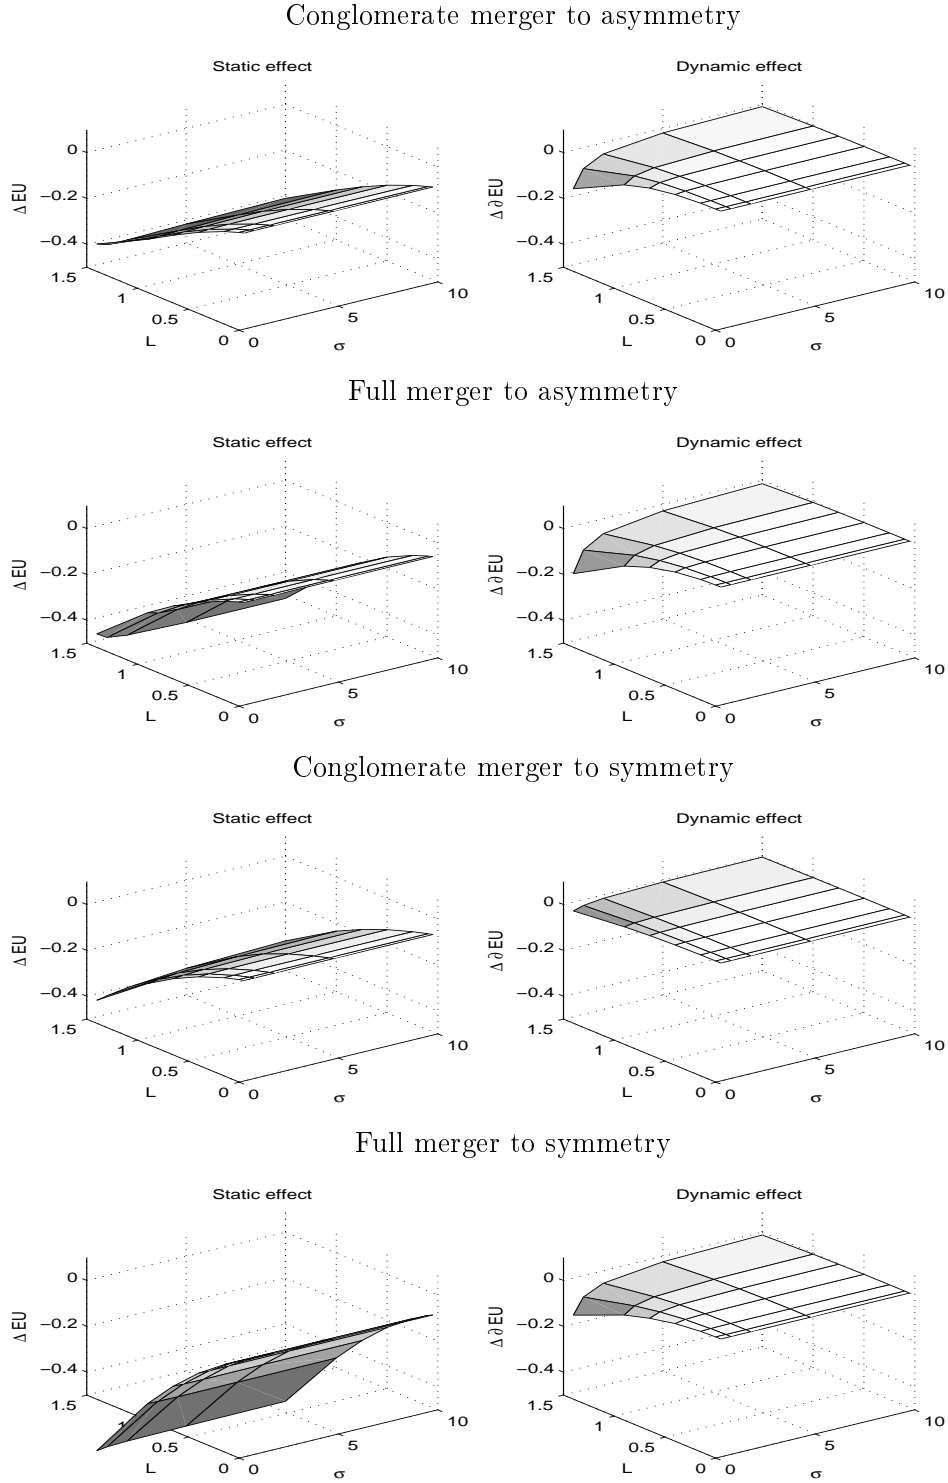 Conglomerate merger to asymmetry
Static effect
Dynamic effect
0
−0.2
−0.4
1.5
1
0.5
0
0
5
10
Δ EU
L
σ
0
−0.2
−0.4
1.5
1
0.5
0
0
5
10
Δ ∂ EU
L
σ
Full merger to asymmetry
Static effect
Dynamic effect
0
−0.2
−0.4
1.5
1
0.5
0
0
5
10
Δ EU
L
σ
0
−0.2
−0.4
1.5
1
0.5
0
0
5
10
Δ ∂ EU
L
σ
Conglomerate merger to symmetry
Static effect
Dynamic effect
0
−0.2
−0.4
1.5
1
0.5
0
0
5
10
Δ EU
L
σ
0
−0.2
−0.4
1.5
1
0.5
0
0
5
10
Δ ∂ EU
L
σ
Full merger to symmetry
Static effect
Dynamic effect
0
−0.2
−0.4
1.5
1
0.5
0
0
5
10
Δ EU
L
σ
0
−0.2
−0.4
1.5
1
0.5
0
0
5
10
Δ ∂ EU
L
σ